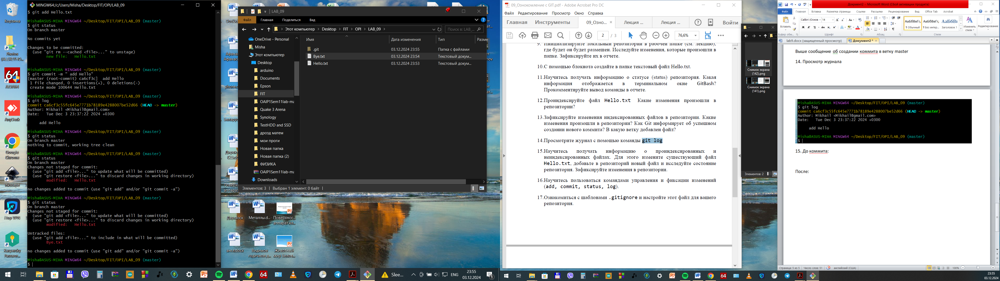 MINGW64:/c/Users/Misha/Desktop/FIT/OPI/LAB_09
$ git add Hello.txt
Misha@ASUS-MIHA MINGW64 ~/Desktop/FIT/OPI/LAB_09 (master)
$ git status
On branch master
No commits yet
Changes to be committed:
(use "git rm --cached <file>..." to unstage)
new file: Hello.txt
Misha@ASUS-MIHA MINGW64 ~/Desktop/FIT/OPI/LAB_09 (master)
$ git commit -m " add Hello"
[master (root-commit) ca6cf3c] add Hello
1 file changed, 0 insertions(+), 0 deletions(-)
create mode 100644 Hello.txt
Misha@ASUS-MIHA MINGW64 ~/Desktop/FIT/OPI/LAB_09 (master)
$ git log
commit ca6cf3c55fc645e7771b78189e4288007be52d66 (HEAD -> master)
Author: Mikhail <Mikhail@gmail.com>
Date: Tue Dec 3 23:37:22 2024 +0300
add Hello
Misha@ASUS-MIHA MINGW64 ~/Desktop/FIT/OPI/LAB_09 (master)
$ git status
On branch master
nothing to commit, working tree clean
Misha@ASUS-MIHA MINGW64 ~/Desktop/FIT/OPI/LAB_09 (master)
$ git status
On branch master
Changes not staged for commit:
(use "git add <file>..." to update what will be committed)
(use "git restore <file>..." to discard changes in working directory)
modified: Hello.txt
no changes added to commit (use "git add" and/or "git commit -a")
Misha@ASUS-MIHA MINGW64 ~/Desktop/FIT/OPI/LAB_09 (master)
$ git status
On branch master
Changes not staged for commit:
(use "git add <file>..." to update what will be committed)
(use "git restore <file>..." to discard changes in working directory)
modified: Hello.txt
Untracked files:
(use "git add <file>..." to include in what will be committed)
Bye.txt
no changes added to commit (use "git add" and/or "git commit -a")
Misha@ASUS-MIHA MINGW64 ~/Desktop/FIT/OPI/LAB_09 (master)
$
Корзина
Photos
AIDA64
AnyDesk
Google
Chrome
Inkscape
iTop VPN
Kaspersky
Passwor...
LAB_09
Файл Главная Поделиться Вид
Этот компьютер > Desktop > FIT > OPI > LAB_09 >
Поиск в: LAB_...
Имя Дата изменения Тип
.git 03.12.2024 23:55 Папка с файлами
Bye.txt 03.12.2024 23:54 Текстовый докум...
Hello.txt 03.12.2024 23:53 Текстовый докум...
OneDrive - Personal
Misha
Этот компьютер
Desktop
arduino
Documents
Epson
FIT
OAIP1Sem11lab-ma
Quake 3 Arena
Synology
TestHDD and SSD
дрозд матем
мои проги
Новая папка
Новая папка (2)
ФИЗИКА
OAIP1Sem11lab-ma
Downloads
Элементов: 3 Выбран 1 элемент: 0 байт
Дар.docx
Металлы.d...
Поверхнос...
аппарат кл...
англ.docx
Видимое
годичное д...
Животный
мир Белов...
Slee...
ENG
23:55
03.12.2024
09_Ознокомление с GIT.pdf - Adobe Acrobat Pro DC
Файл Редактирование Просмотр Окно Справка
Главная Инструменты 09_Озно... Лекция ... Лекция ... Войти
2 / 3 76,6%
9. Инициализируйте локальный репозиторий в рабочей папке (см. лекцию),
где будет он будет размещен. Исследуйте изменения, которые произошли в
папке. Зафиксируйте их в отчете.
10.С помощью блокнота создайте в папке текстовый файл Hello.txt.
11.Научитесь получать информацию о статусе (status) репозитория. Какая
информация отображается в терминальном окне GitBash?
Прокомментируйте вывод команды в отчете.
12.Проиндексируйте файл Hello.txt Какие изменения произошли в
репозитории?
13.Зафиксируйте изменения индексированных файлов в репозитории. Какие
изменения произошли в репозитории? Как Git информирует об успешном
создании нового коммита? В какую ветку добавлен файл?
14.Просмотрите журнал с помощью команды git log
15.Научитесь получать информацию о проиндексированных и
неиндексированных файлах. Для этого измените существующий файл
Hello.txt, добавьте в репозиторий новый файл и исследуйте состояние
репозитория. Зафиксируйте изменения в репозитории.
16.Научитесь пользоваться командами управления и фиксации изменений
(add, commit, status, log).
17.Ознакомиться с шаблонами .gitignore и настройте этот файл для вашего
репозитория.
Снимок экрана
(142).png
Снимок экрана
(141).png
Элементов: 2
Документ2 - Microsoft Word (Сбой активации продукта)
Файл Главная Вставка Разметка страницы Ссылки Рассылки Рецензирование Вид Office Tab Acrobat
Вставить
Calibri (Основ 14
АаБбВвГг, АаБбВвГг, АаБбВı
¶ Обычный ¶ Без интер... Заголовок 1
Изменить
стили
Редактирование
Шрифт Абзац Стили
lab9.docx (защищенный просмотр) Документ2 *
Выше сообщение об создании коммита в ветку master
14. Просмотр журнала
Misha@ASUS-MIHA MINGW64 ~/Desktop/FIT/OPI/LAB_09 (master)
$ git log
commit ca6cf3c55fc645e7771b78189e4288007be52d66 (HEAD -> master)
Author: Mikhail <Mikhail@gmail.com>
Date: Tue Dec 3 23:37:22 2024 +0300
add Hello
Misha@ASUS-MIHA MINGW64 ~/Desktop/FIT/OPI/LAB_09 (master)
$
15. До коммита:
После:
Страница: 5 из 5 Число слов: 51 английский (США) 100%
23:55
03.12.2024